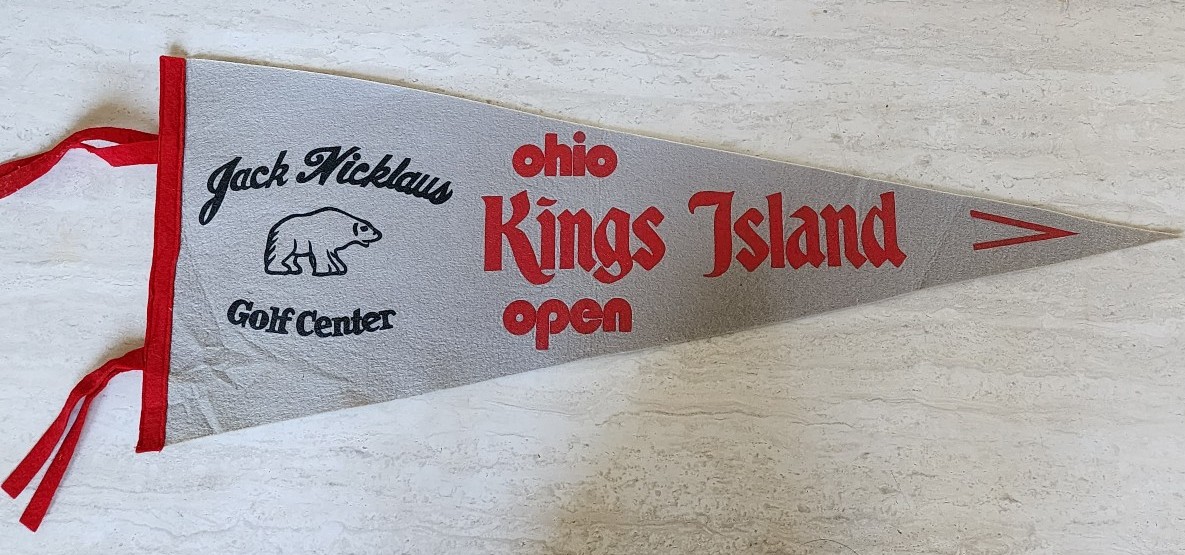 Jack Nicklaus
Golf Center
ohio
Kings Island
open